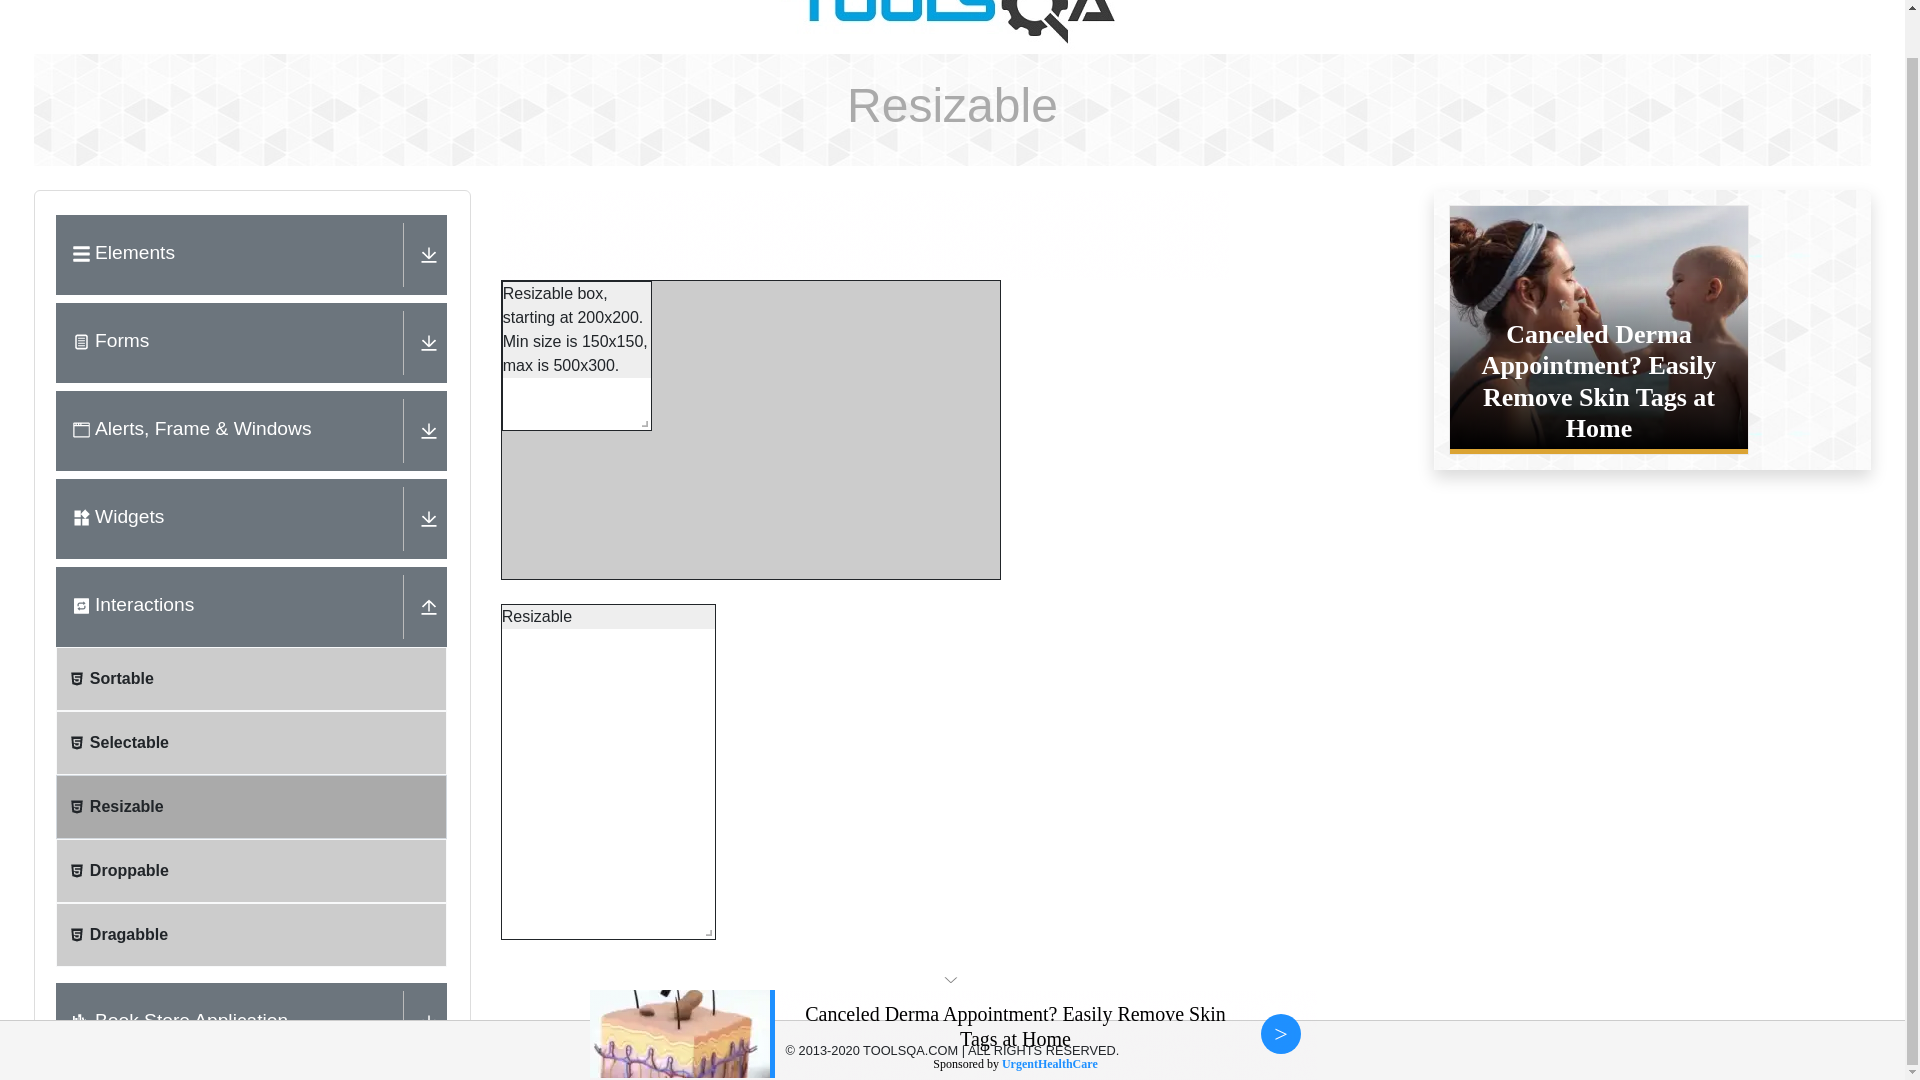 TOOLSQA
Resizable
Elements
Forms
Alerts, Frame & Windows
Widgets
Interactions
Sortable
Selectable
Resizable
Droppable
Dragabble
Book Store Application
Resizable box,
starting at 200x200.
Min size is 150x150,
max is 500x300.
Resizable
Canceled Derma
Appointment? Easily
Remove Skin Tags at
Home
Canceled Derma Appointment? Easily Remove Skin
Tags at Home
© 2013-2020 TOOLSQA.COM | ALL RIGHTS RESERVED.
Sponsored by UrgentHealthCare
>